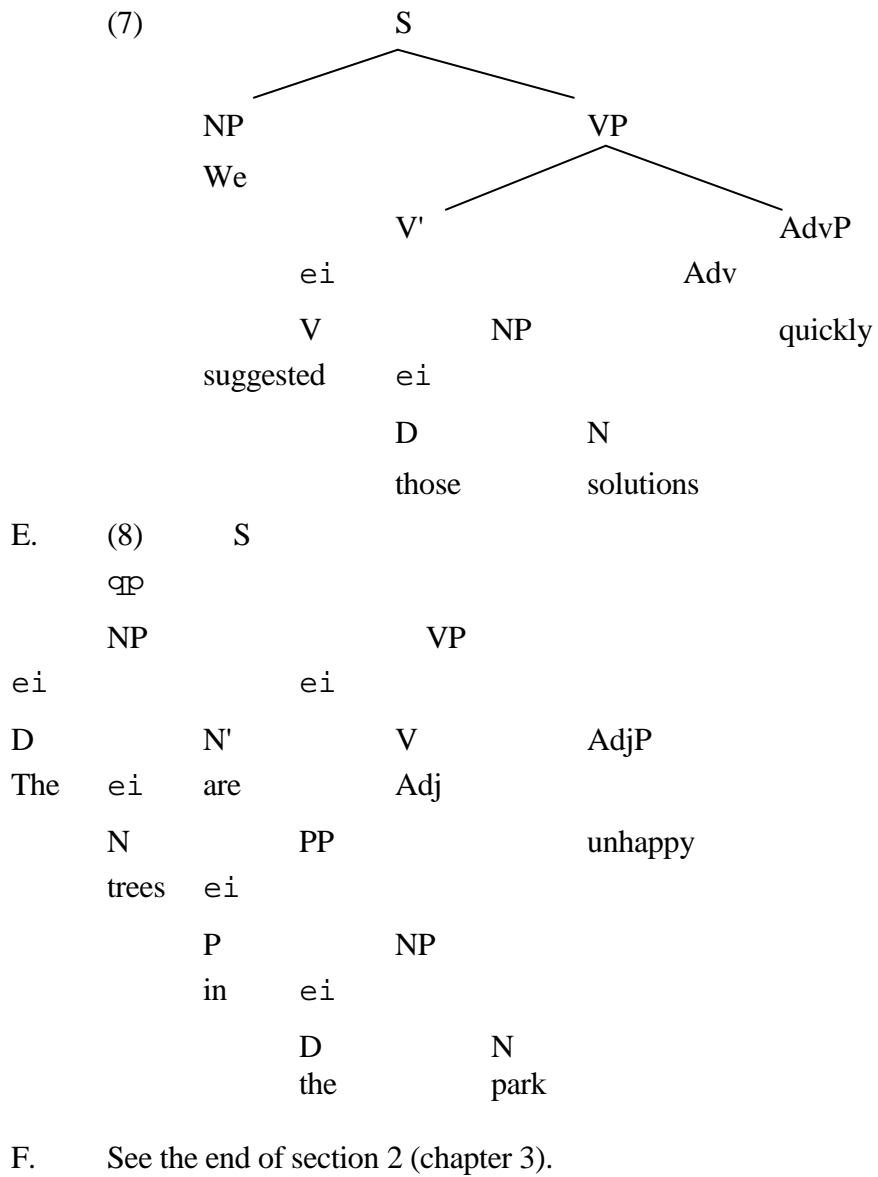 (7) S
NP VP
We
V' AdvP
ei Adv
V NP quickly
suggested ei
D N
those solutions
E. (8) S
qp
NP VP
ei ei
D N' V AdjP
The ei are Adj
N PP unhappy
trees ei
P NP
in ei
D N
the park
F. See the end of section 2 (chapter 3).